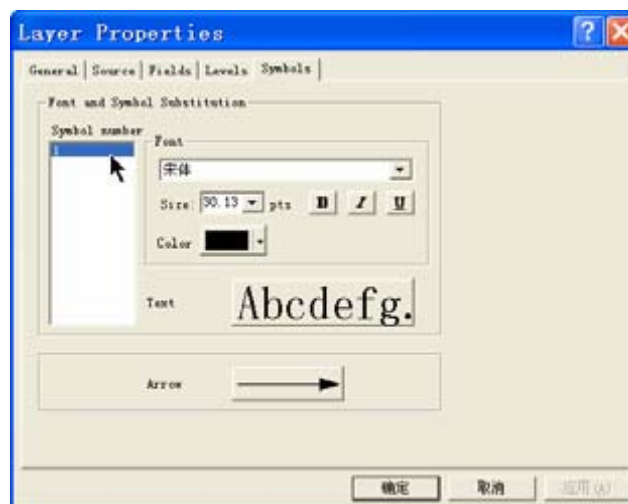 Layer Properties
General Source Fields Levels Symbols
Font and Symbol Substitution
Symbol number
1
Font
宋体
Size: 30.13 pts B I U
Color
Text Abcdefg.
Arrow
确定 取消 应用(A)